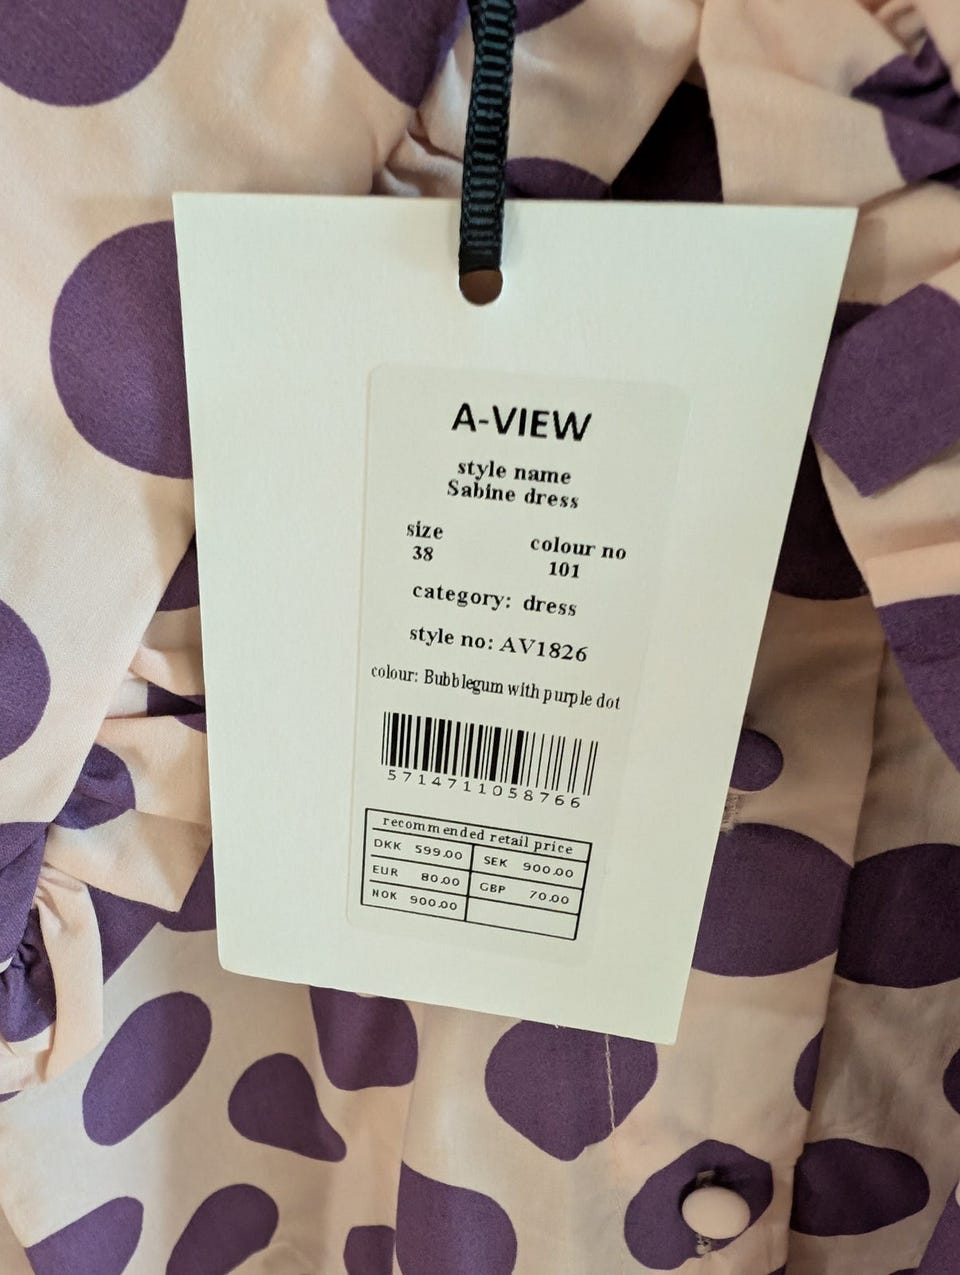 A-VIEW
style name
Sabine dress
size colour no
38 101
category: dress
style no: AV1826
colour: Bubblegum with purple dot
5714711058766
recommended retail price
DKK 599.00 SEK 900.00
EUR 80.00 GBP 70.00
NOK 900.00